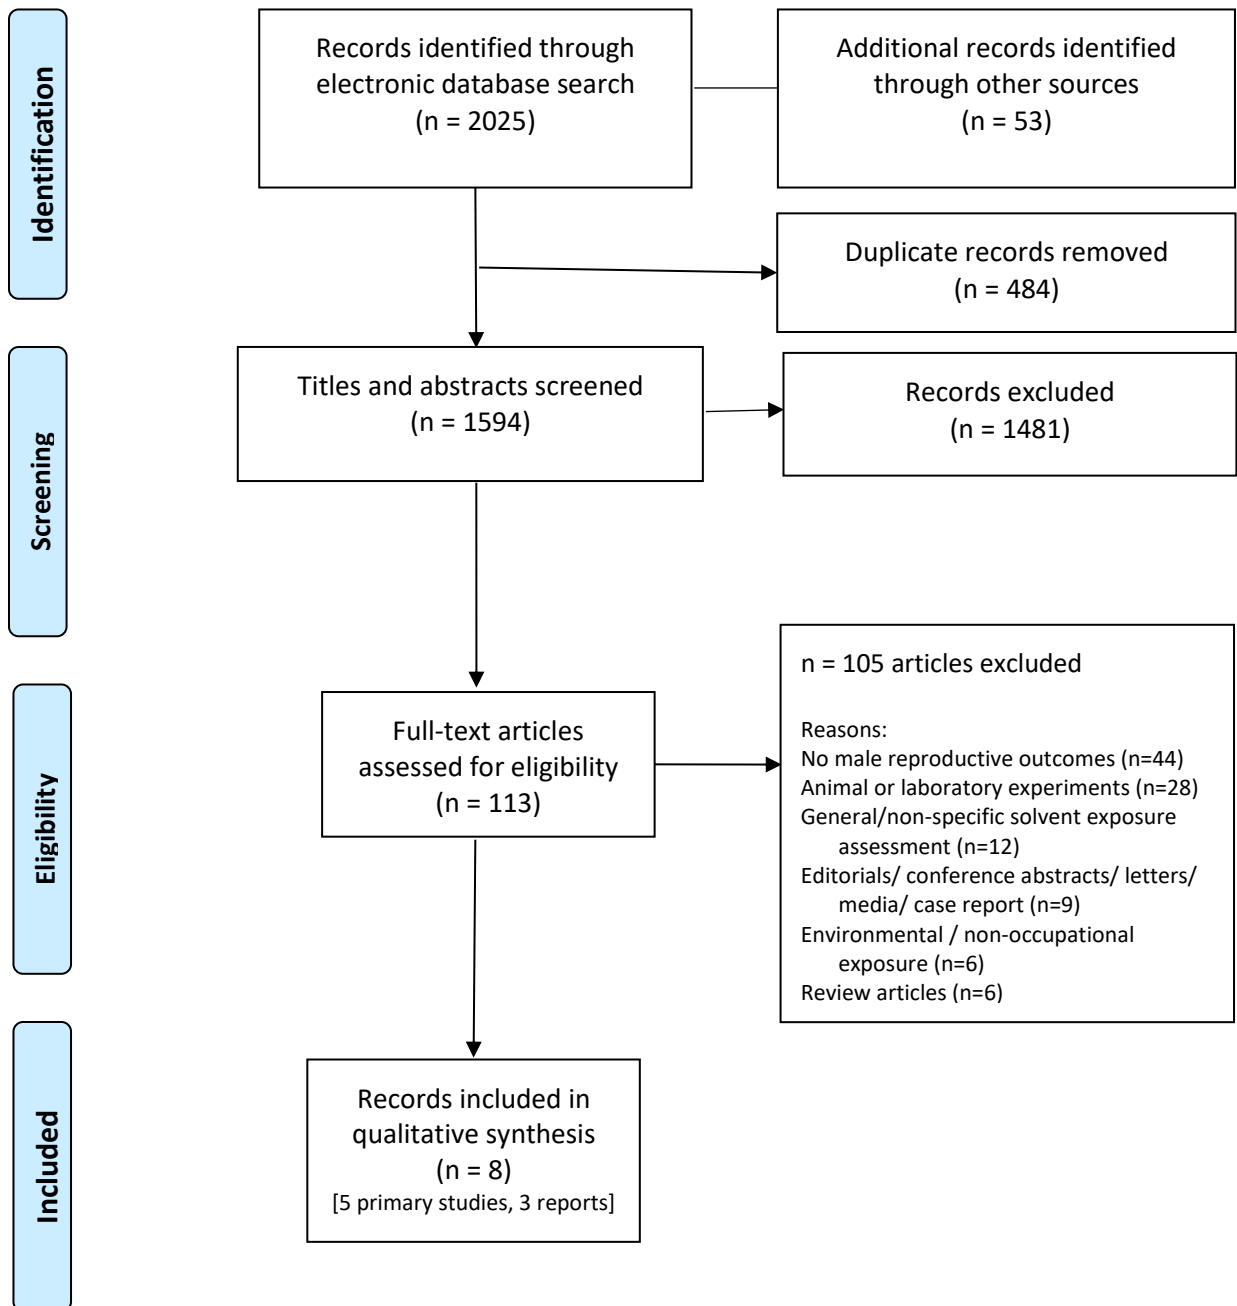 Identification
Records identified through
electronic database search
(n = 2025)
Additional records identified
through other sources
(n = 53)
Duplicate records removed
(n = 484)
Screening
Titles and abstracts screened
(n = 1594)
Records excluded
(n = 1481)
Eligibility
Full-text articles
assessed for eligibility
(n = 113)
n = 105 articles excluded
Reasons:
No male reproductive outcomes (n=44)
Animal or laboratory experiments (n=28)
General/non-specific solvent exposure
assessment (n=12)
Editorials/ conference abstracts/ letters/
media/ case report (n=9)
Environmental / non-occupational
exposure (n=6)
Review articles (n=6)
Included
Records included in
qualitative synthesis
(n = 8)
[5 primary studies, 3 reports]